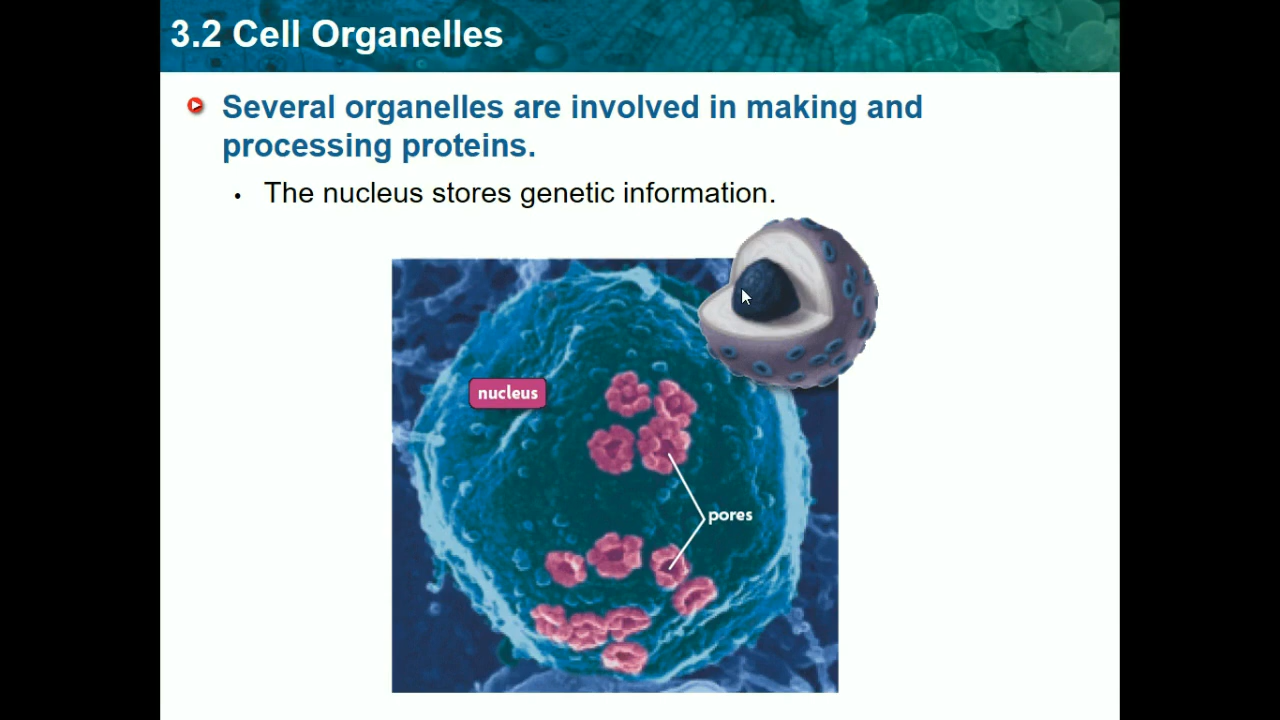 3.2 Cell Organelles
Several organelles are involved in making and
processing proteins.
• The nucleus stores genetic information.
nucleus
pores